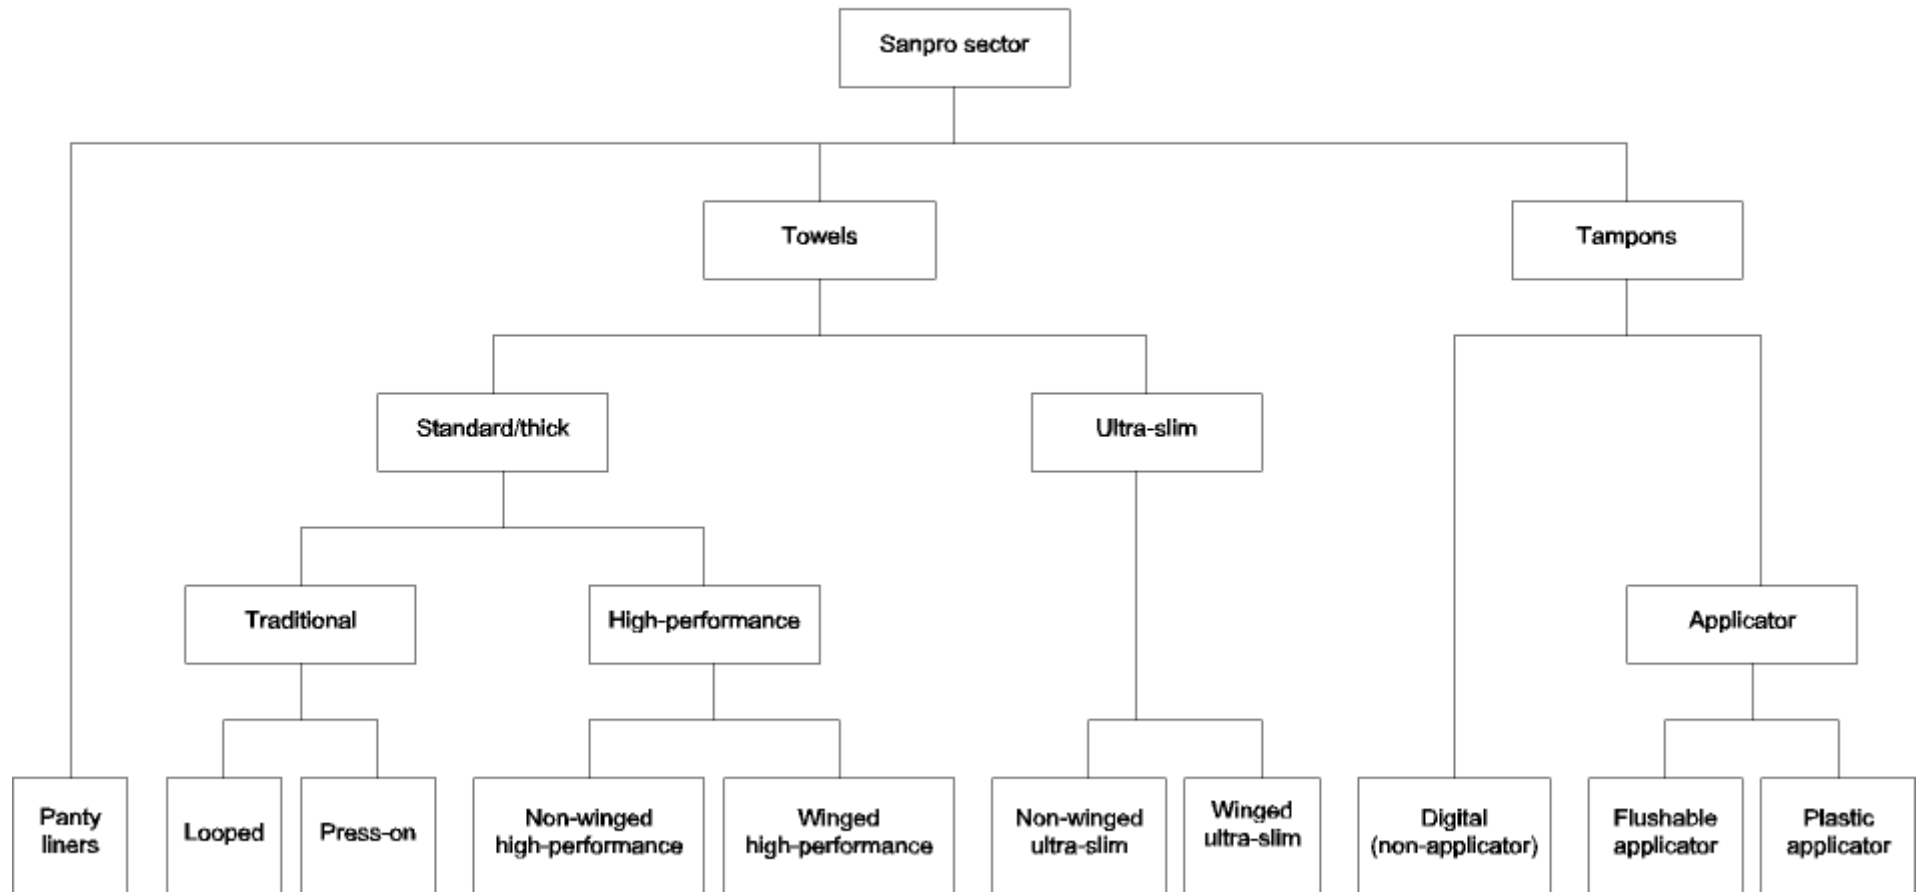 Sanpro sector
Towels
Tampons
Standard/thick
Ultra-slim
Traditional
High-performance
Applicator
Panty
liners
Looped
Press-on
Non-winged
high-performance
Winged
high-performance
Non-winged
ultra-slim
Winged
ultra-slim
Digital
(non-applicator)
Flushable
applicator
Plastic
applicator